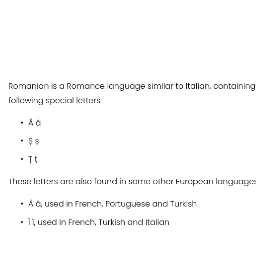 Romanian is a Romance language similar to Italian, containing
following special letters:
• Ă ă
• Ș ș
• Ț ț
These letters are also found in some other European languages
• Â â, used in French, Portuguese and Turkish
• Î î, used in French, Turkish and Italian